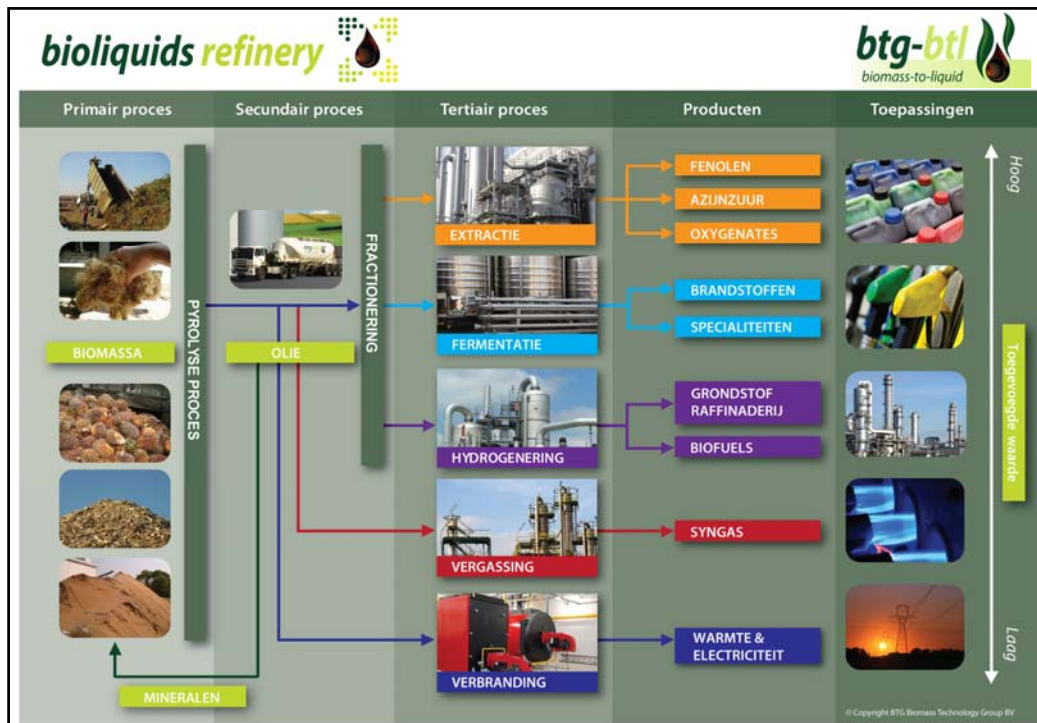 bioliquids refinery
btg-btl
biomass-to-liquid
Primair proces
Secundair proces
Tertiair proces
Producten
Toepassingen
BIOMASSA
PYROLYSE PROCES
OLIE
MINERALEN
FRACTIONERING
EXTRACTIE
FENOLEN
AZIJNZUUR
OXYGENATES
FERMENTATIE
BRANDSTOFFEN
SPECIALITEITEN
HYDROGENERING
GRONDSTOF
RAFFINADERIJ
BIOFUELS
VERGASSING
SYNGAS
VERBRANDING
WARMTE &
ELECTRICITEIT
Hoog
Toegevoegde waarde
Laag
© Copyright BTG Biomass Technology Group BV